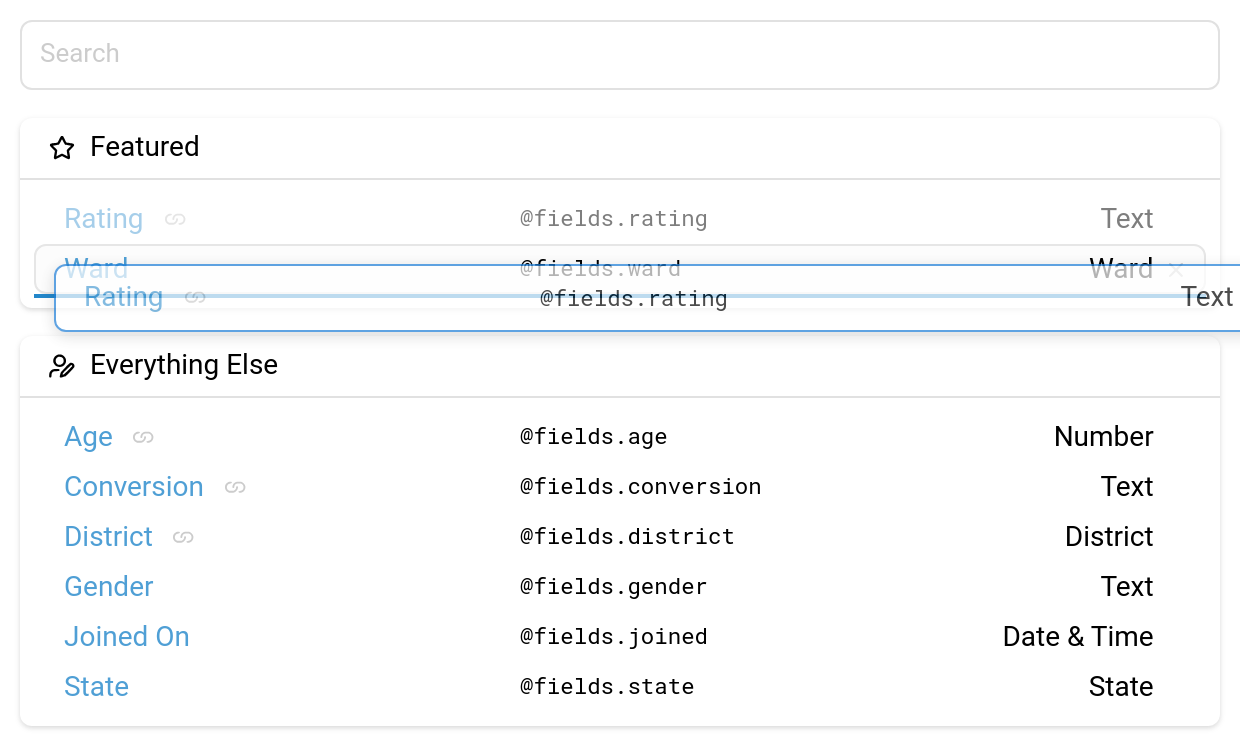 Search
Featured
Rating @fields.rating Text
Ward @fields.ward Ward
Rating @fields.rating Text
Everything Else
Age @fields.age Number
Conversion @fields.conversion Text
District @fields.district District
Gender @fields.gender Text
Joined On @fields.joined Date & Time
State @fields.state State